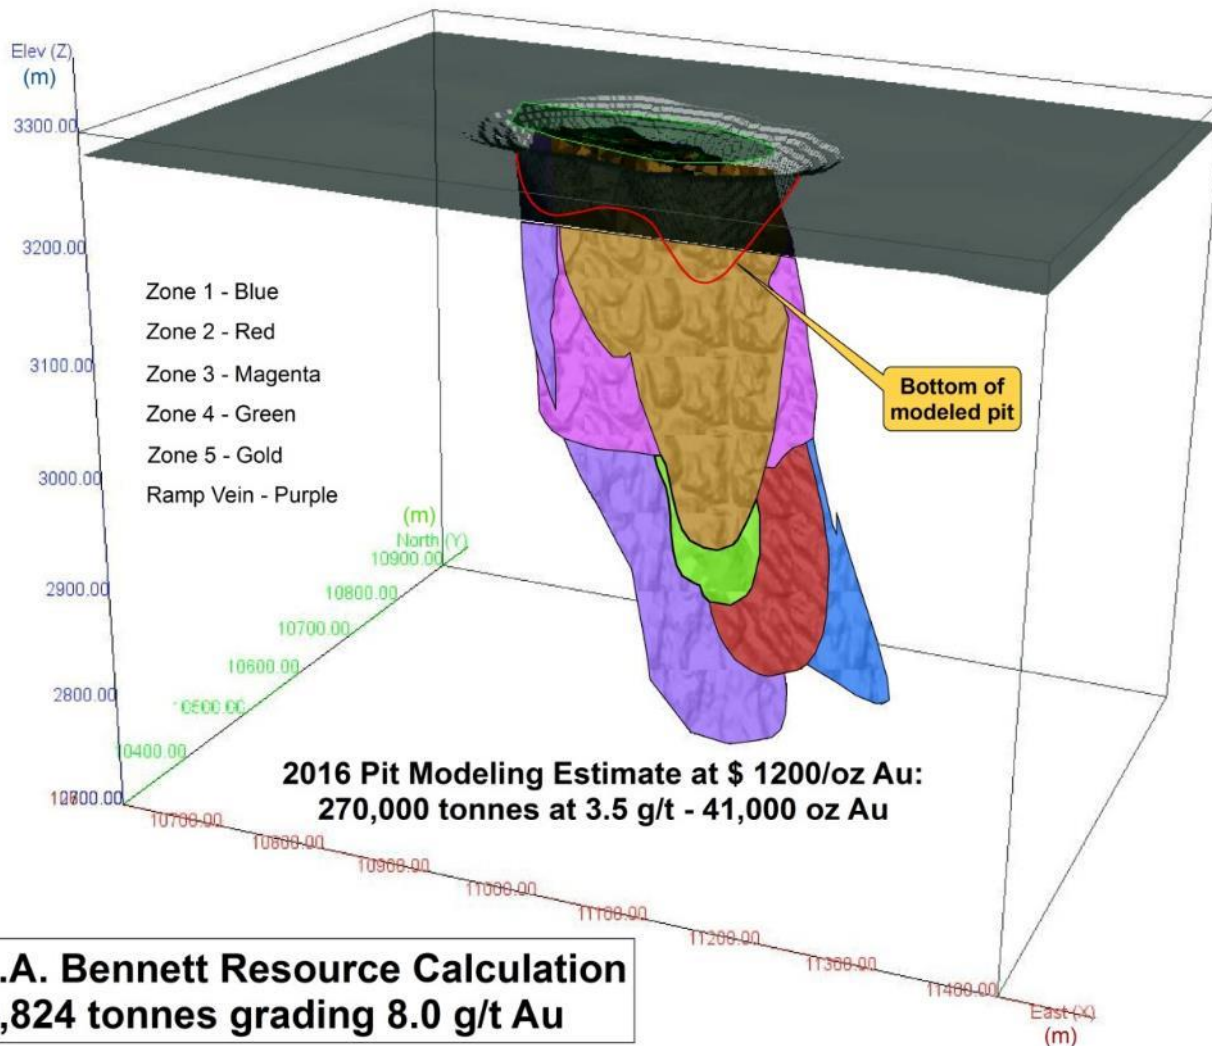 Elev (Z)
(m)
3300.00
3200.00
3100.00
3000.00
2900.00
2800.00
Zone 1 - Blue
Zone 2 - Red
Zone 3 - Magenta
Zone 4 - Green
Zone 5 - Gold
Ramp Vein - Purple
Bottom of
modeled pit
(m)
North (Y)
10900.00
10800.00
10700.00
10600.00
10500.00
10400.00
2016 Pit Modeling Estimate at $ 1200/oz Au:
270,000 tonnes at 3.5 g/t - 41,000 oz Au
10700.00
10800.00
10900.00
11000.00
11100.00
11200.00
11300.00
11400.00
East (X)
(m)
.A. Bennett Resource Calculation
,824 tonnes grading 8.0 g/t Au